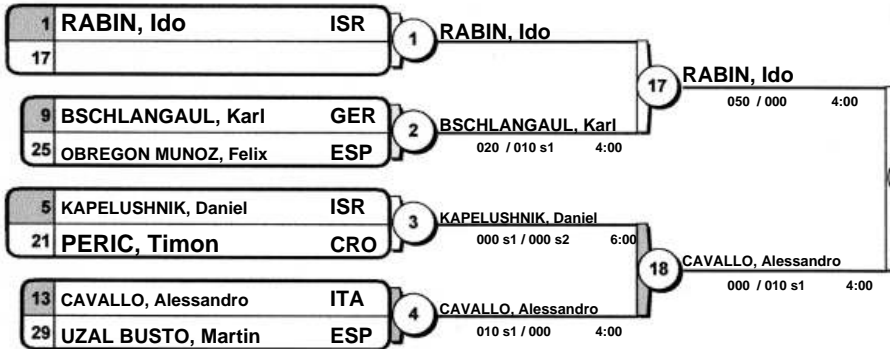 1 RABIN, Ido ISR
17
1 RABIN, Ido
9 BSCHLANGAUL, Karl GER
25 OBREGON MUNOZ, Felix ESP
2 BSCHLANGAUL, Karl
020 / 010 s1 4:00
17 RABIN, Ido
050 / 000 4:00
5 KAPELUSHNIK, Daniel ISR
21 PERIC, Timon CRO
3 KAPELUSHNIK, Daniel
000 s1 / 000 s2 6:00
13 CAVALLO, Alessandro ITA
29 UZAL BUSTO, Martin ESP
4 CAVALLO, Alessandro
010 s1 / 000 4:00
18 CAVALLO, Alessandro
000 / 010 s1 4:00